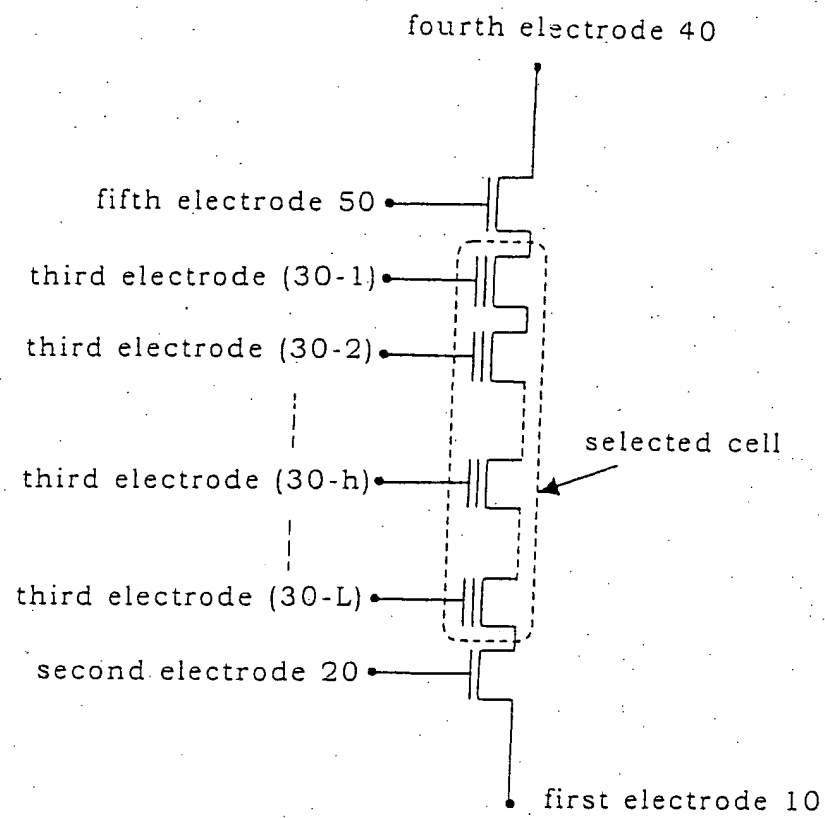 fourth electrode 40
fifth electrode 50
third electrode (30-1)
third electrode (30-2)
selected cell
third electrode (30-h)
third electrode (30-L)
second electrode 20
first electrode 10